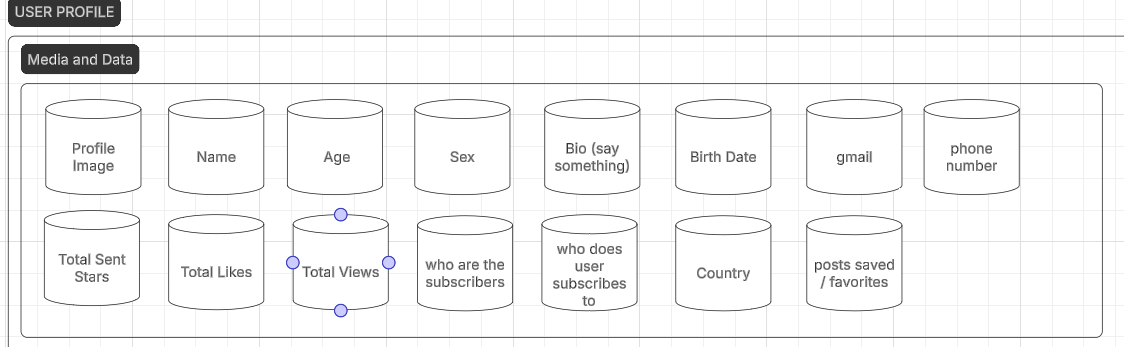 USER PROFILE
Media and Data
Profile
Image
Name
Age
Sex
Bio (say
something)
Birth Date
gmail
phone
number
Total Sent
Stars
Total Likes
Total Views
who are the
subscribers
who does
user
subscribes
to
Country
posts saved
/ favorites